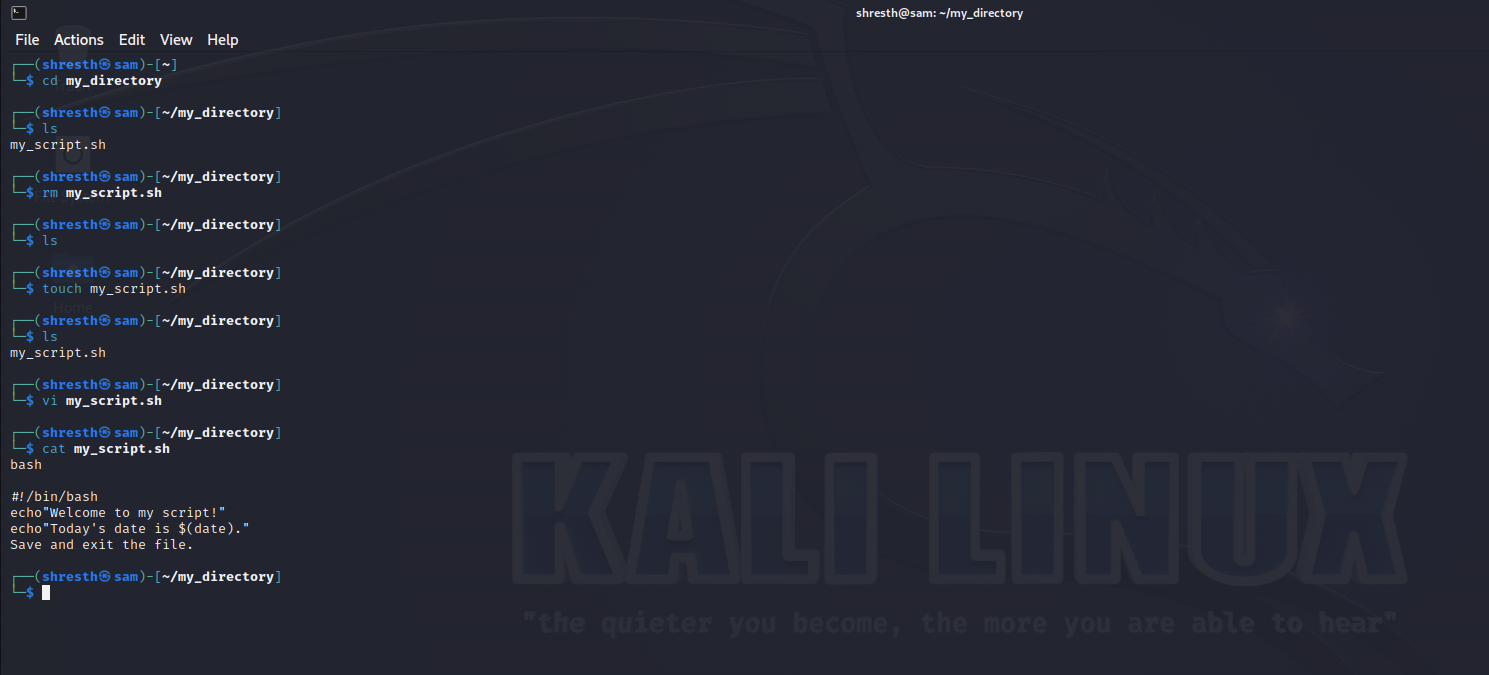 shresth@sam: ~/my_directory
File Actions Edit View Help
┌──(shresth㉿sam)-[~]
└─$ cd my_directory
┌──(shresth㉿sam)-[~/my_directory]
└─$ ls
my_script.sh
┌──(shresth㉿sam)-[~/my_directory]
└─$ rm my_script.sh
┌──(shresth㉿sam)-[~/my_directory]
└─$ ls
┌──(shresth㉿sam)-[~/my_directory]
└─$ touch my_script.sh
Home
┌──(shresth㉿sam)-[~/my_directory]
└─$ ls
my_script.sh
┌──(shresth㉿sam)-[~/my_directory]
└─$ vi my_script.sh
┌──(shresth㉿sam)-[~/my_directory]
└─$ cat my_script.sh
bash
#!/bin/bash
echo"Welcome to my script!"
echo"Today's date is $(date)."
Save and exit the file.
┌──(shresth㉿sam)-[~/my_directory]
└─$
KALI LINUX
"the quieter you become, the more you are able to hear"